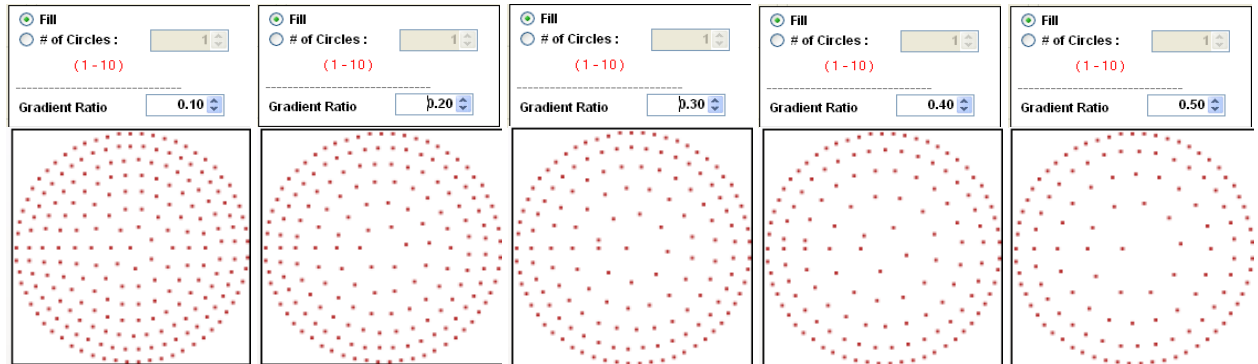 Fill
# of Circles : 1
(1-10)
Gradient Ratio 0.10
Fill
# of Circles : 1
(1-10)
Gradient Ratio 0.20
Fill
# of Circles : 1
(1-10)
Gradient Ratio 0.30
Fill
# of Circles : 1
(1-10)
Gradient Ratio 0.40
Fill
# of Circles : 1
(1-10)
Gradient Ratio 0.50